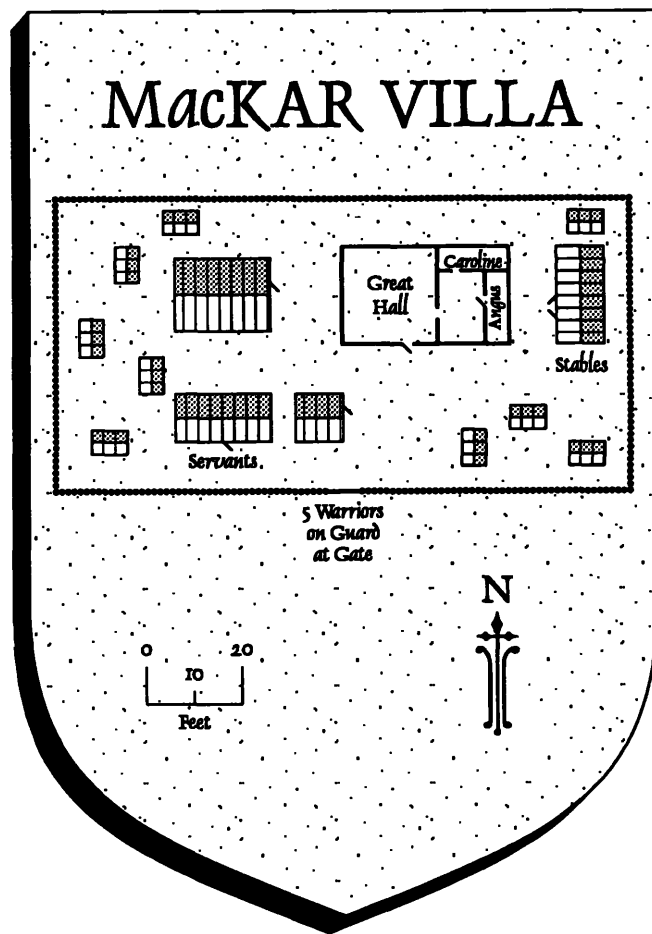 MacKAR VILLA
Caroline
Great
Hall
Angus
Stables
Servants
5 Warriors
on Guard
at Gate
N
0 20
10
Feet